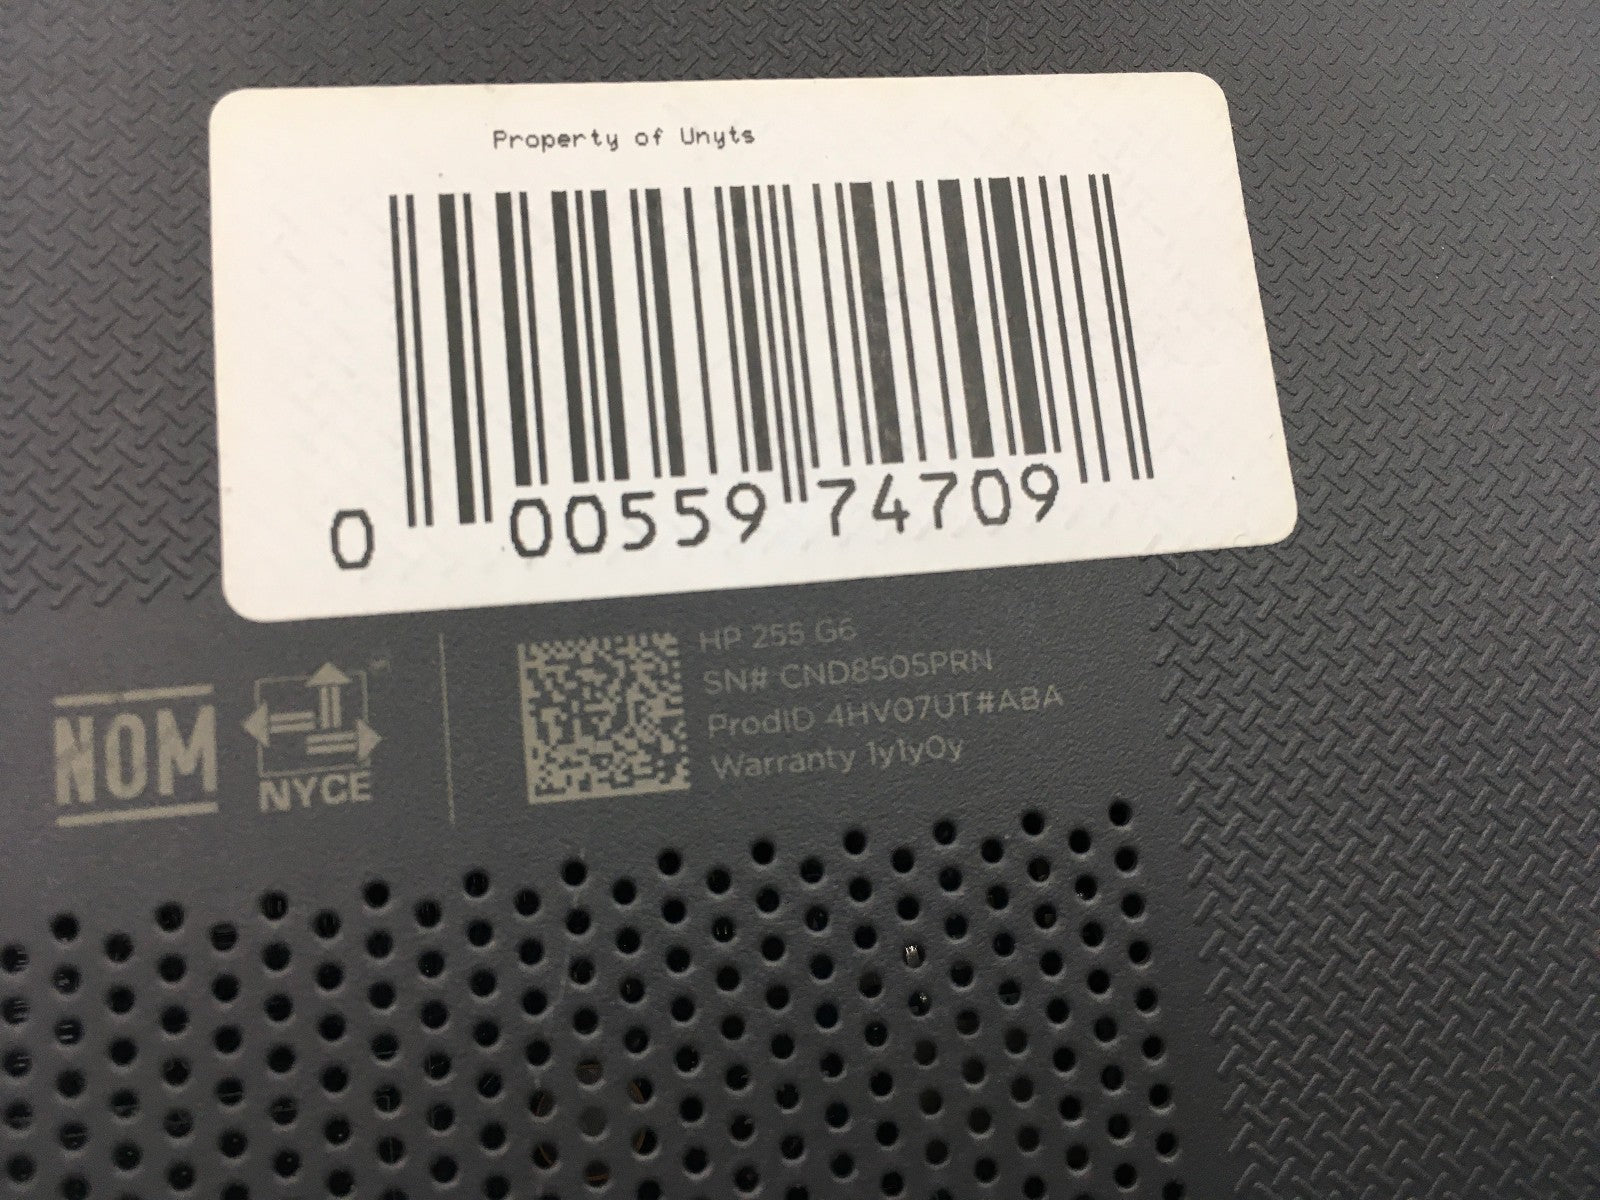 Property of Unyts
0 00559 74709
NOM
NYCE
HP 255 G6
SN# CND8505PRN
ProdID 4HV07UT#ABA
Warranty 1y1y0y